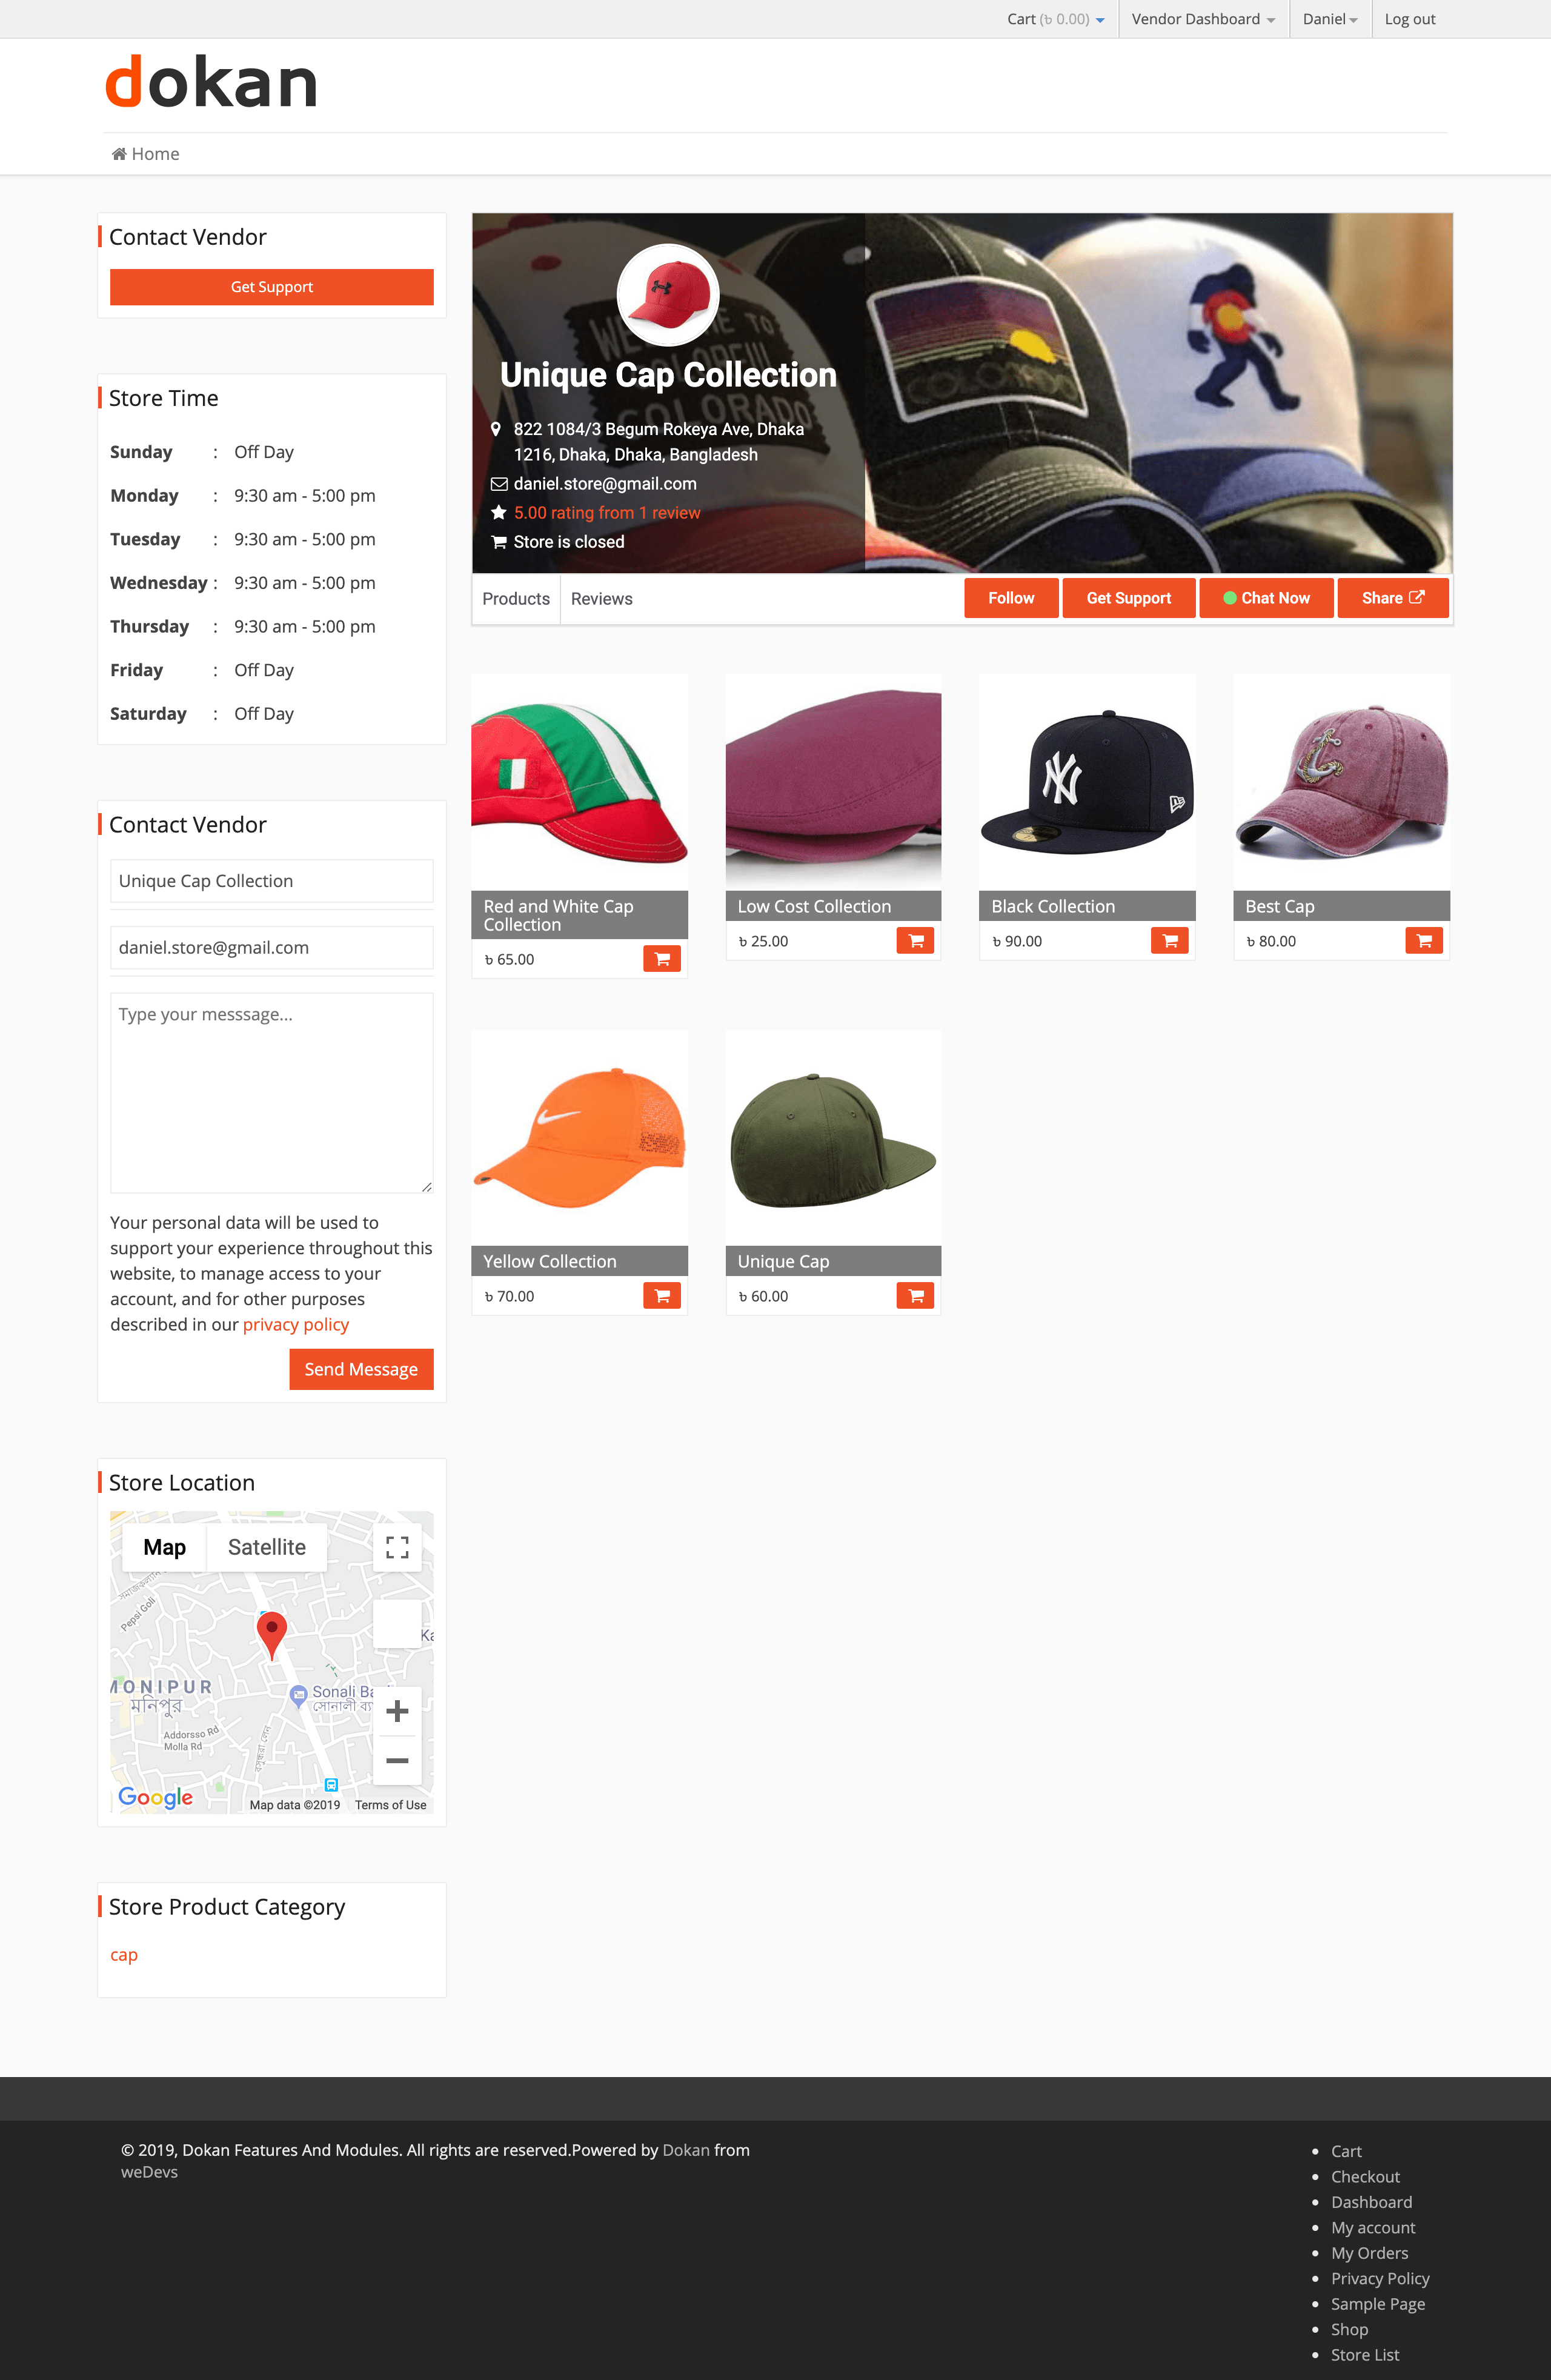 Cart (৳ 0.00)
Vendor Dashboard
Daniel
Log out
dokan
Home
Contact Vendor
Get Support
Store Time
Sunday : Off Day
Monday : 9:30 am - 5:00 pm
Tuesday : 9:30 am - 5:00 pm
Wednesday : 9:30 am - 5:00 pm
Thursday : 9:30 am - 5:00 pm
Friday : Off Day
Saturday : Off Day
Contact Vendor
Unique Cap Collection
daniel.store@gmail.com
Type your messsage...
Your personal data will be used to
support your experience throughout this
website, to manage access to your
account, and for other purposes
described in our privacy policy
Send Message
Store Location
Map
Satellite
Pepsi Goli
MONIPUR
মনিপুর
Sonali Ba
সোনালী ব্যা
Addorsso Rd
Molla Rd
Google
Map data ©2019
Terms of Use
Store Product Category
cap
WELCOME TO
COLORFUL
COLORADO
Unique Cap Collection
822 1084/3 Begum Rokeya Ave, Dhaka
1216, Dhaka, Dhaka, Bangladesh
daniel.store@gmail.com
5.00 rating from 1 review
Store is closed
Products
Reviews
Follow
Get Support
Chat Now
Share
NY
Red and White Cap
Collection
৳ 65.00
Low Cost Collection
৳ 25.00
Black Collection
৳ 90.00
Best Cap
৳ 80.00
Yellow Collection
৳ 70.00
Unique Cap
৳ 60.00
© 2019, Dokan Features And Modules. All rights are reserved.Powered by Dokan from
weDevs
Cart
Checkout
Dashboard
My account
My Orders
Privacy Policy
Sample Page
Shop
Store List